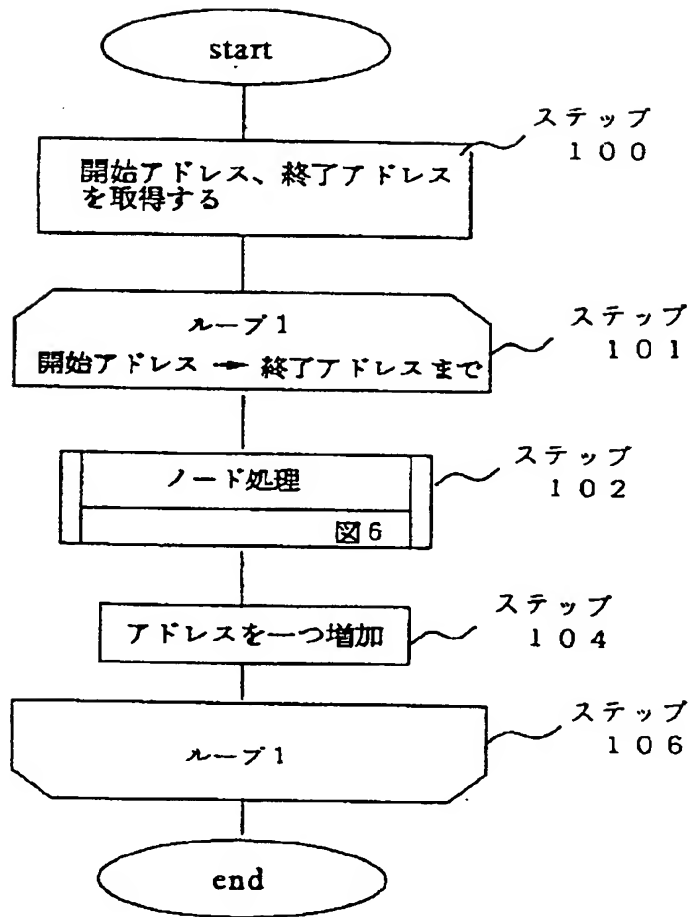 start
ステップ
100
開始アドレス、終了アドレス
を取得する
ループ1
開始アドレス → 終了アドレスまで
ステップ
101
ノード処理
図6
ステップ
102
アドレスを一つ増加
ステップ
104
ループ1
ステップ
106
end